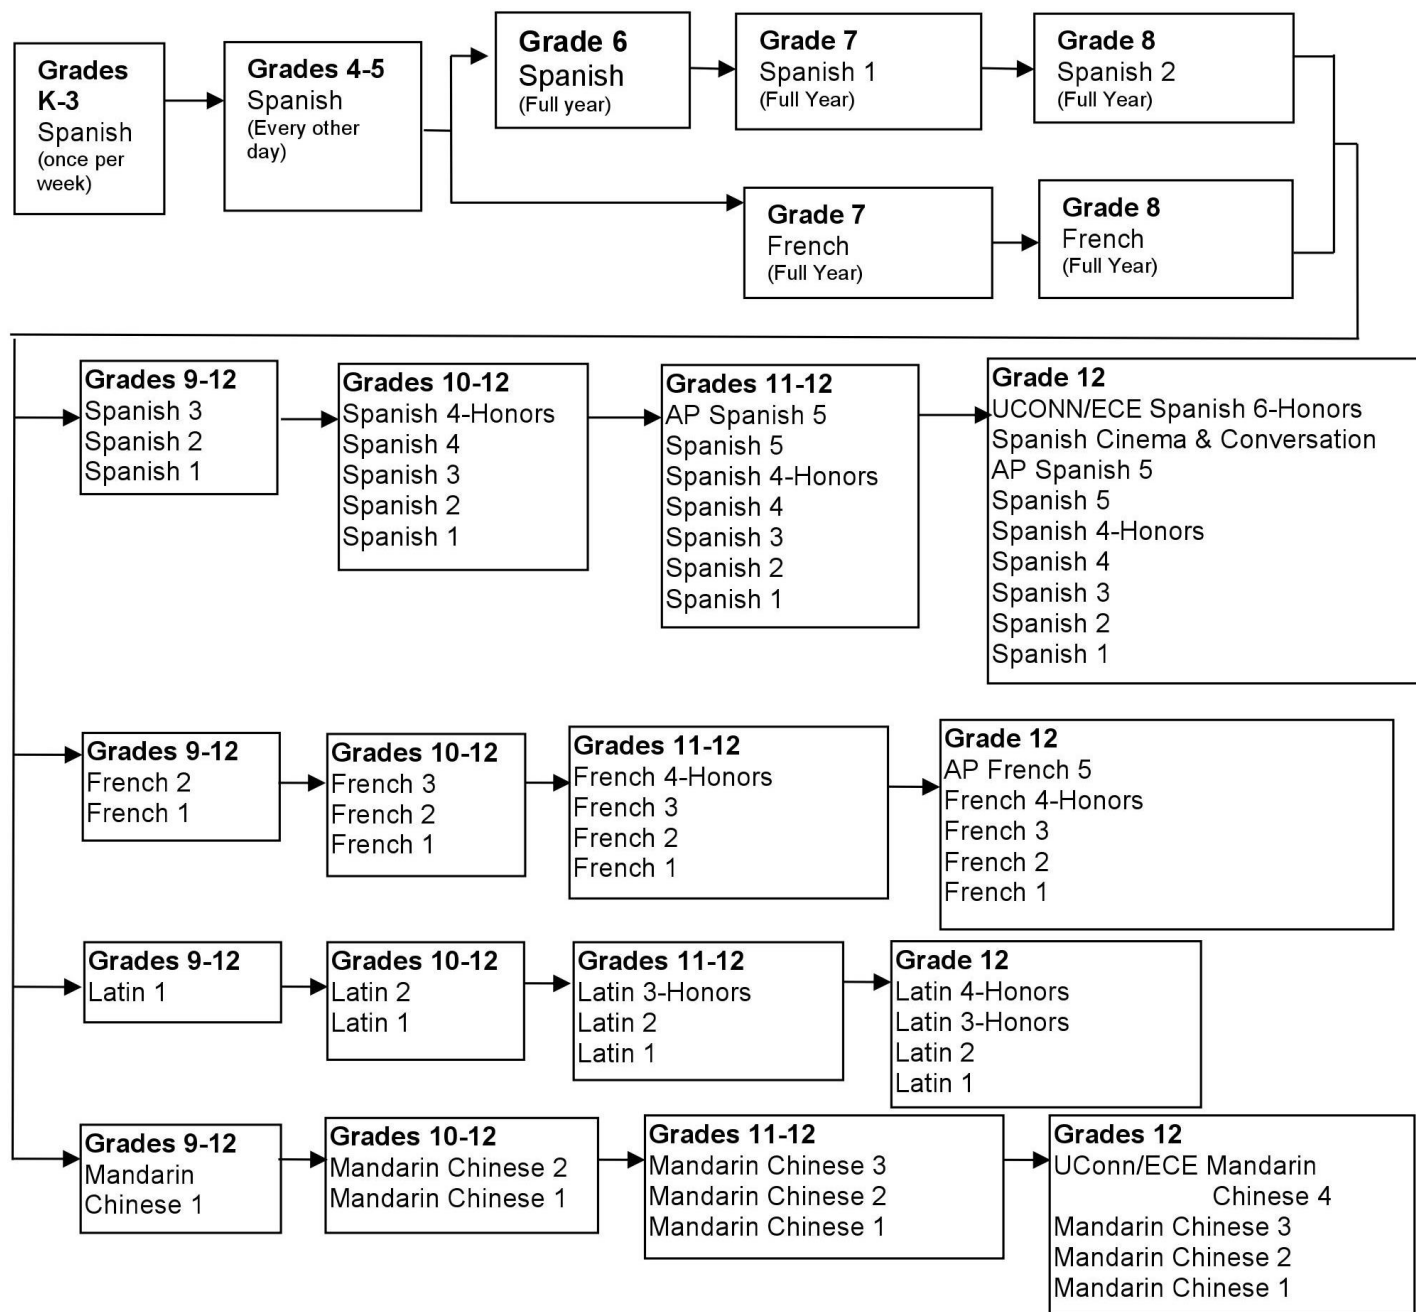 Grades
K-3
Spanish
(once per
week)
Grades 4-5
Spanish
(Every other
day)
Grade 6
Spanish
(Full year)
Grade 7
Spanish 1
(Full Year)
Grade 8
Spanish 2
(Full Year)
Grade 7
French
(Full Year)
Grade 8
French
(Full Year)
Grades 9-12
Spanish 3
Spanish 2
Spanish 1
Grades 10-12
Spanish 4-Honors
Spanish 4
Spanish 3
Spanish 2
Spanish 1
Grades 11-12
AP Spanish 5
Spanish 5
Spanish 4-Honors
Spanish 4
Spanish 3
Spanish 2
Spanish 1
Grade 12
UCONN/ECE Spanish 6-Honors
Spanish Cinema & Conversation
AP Spanish 5
Spanish 5
Spanish 4-Honors
Spanish 4
Spanish 3
Spanish 2
Spanish 1
Grades 9-12
French 2
French 1
Grades 10-12
French 3
French 2
French 1
Grades 11-12
French 4-Honors
French 3
French 2
French 1
Grade 12
AP French 5
French 4-Honors
French 3
French 2
French 1
Grades 9-12
Latin 1
Grades 10-12
Latin 2
Latin 1
Grades 11-12
Latin 3-Honors
Latin 2
Latin 1
Grade 12
Latin 4-Honors
Latin 3-Honors
Latin 2
Latin 1
Grades 9-12
Mandarin
Chinese 1
Grades 10-12
Mandarin Chinese 2
Mandarin Chinese 1
Grades 11-12
Mandarin Chinese 3
Mandarin Chinese 2
Mandarin Chinese 1
Grades 12
UConn/ECE Mandarin
Chinese 4
Mandarin Chinese 3
Mandarin Chinese 2
Mandarin Chinese 1